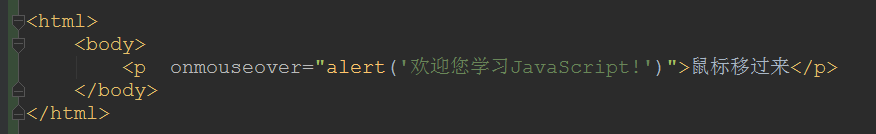 <html>
<body>
<p  onmouseover="alert('欢迎您学习JavaScript!')">鼠标移过来</p>
</body>
</html>